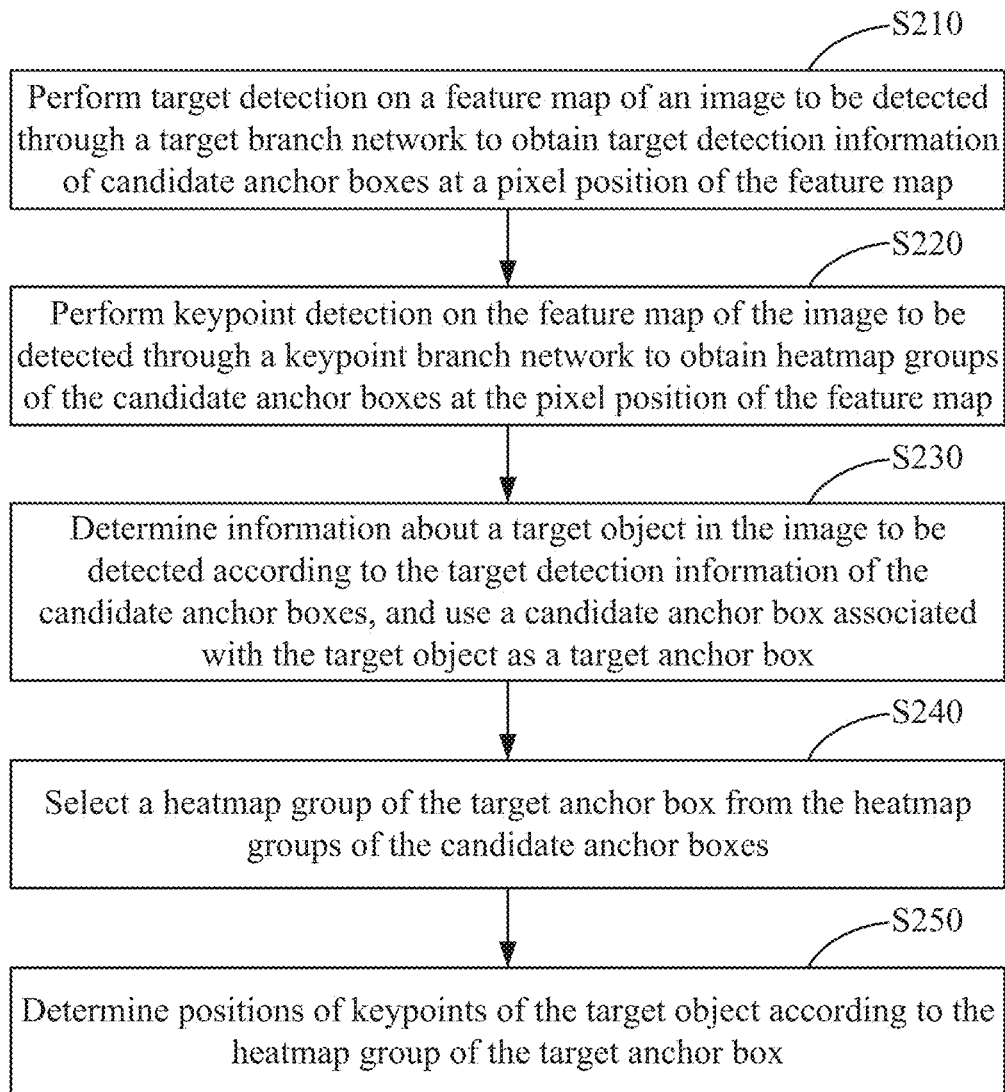 S210
Perform target detection on a feature map of an image to be detected
through a target branch network to obtain target detection information
of candidate anchor boxes at a pixel position of the feature map
S220
Perform keypoint detection on the feature map of the image to be
detected through a keypoint branch network to obtain heatmap groups
of the candidate anchor boxes at the pixel position of the feature map
S230
Determine information about a target object in the image to be
detected according to the target detection information of the
candidate anchor boxes, and use a candidate anchor box associated
with the target object as a target anchor box
S240
Select a heatmap group of the target anchor box from the heatmap
groups of the candidate anchor boxes
S250
Determine positions of keypoints of the target object according to the
heatmap group of the target anchor box